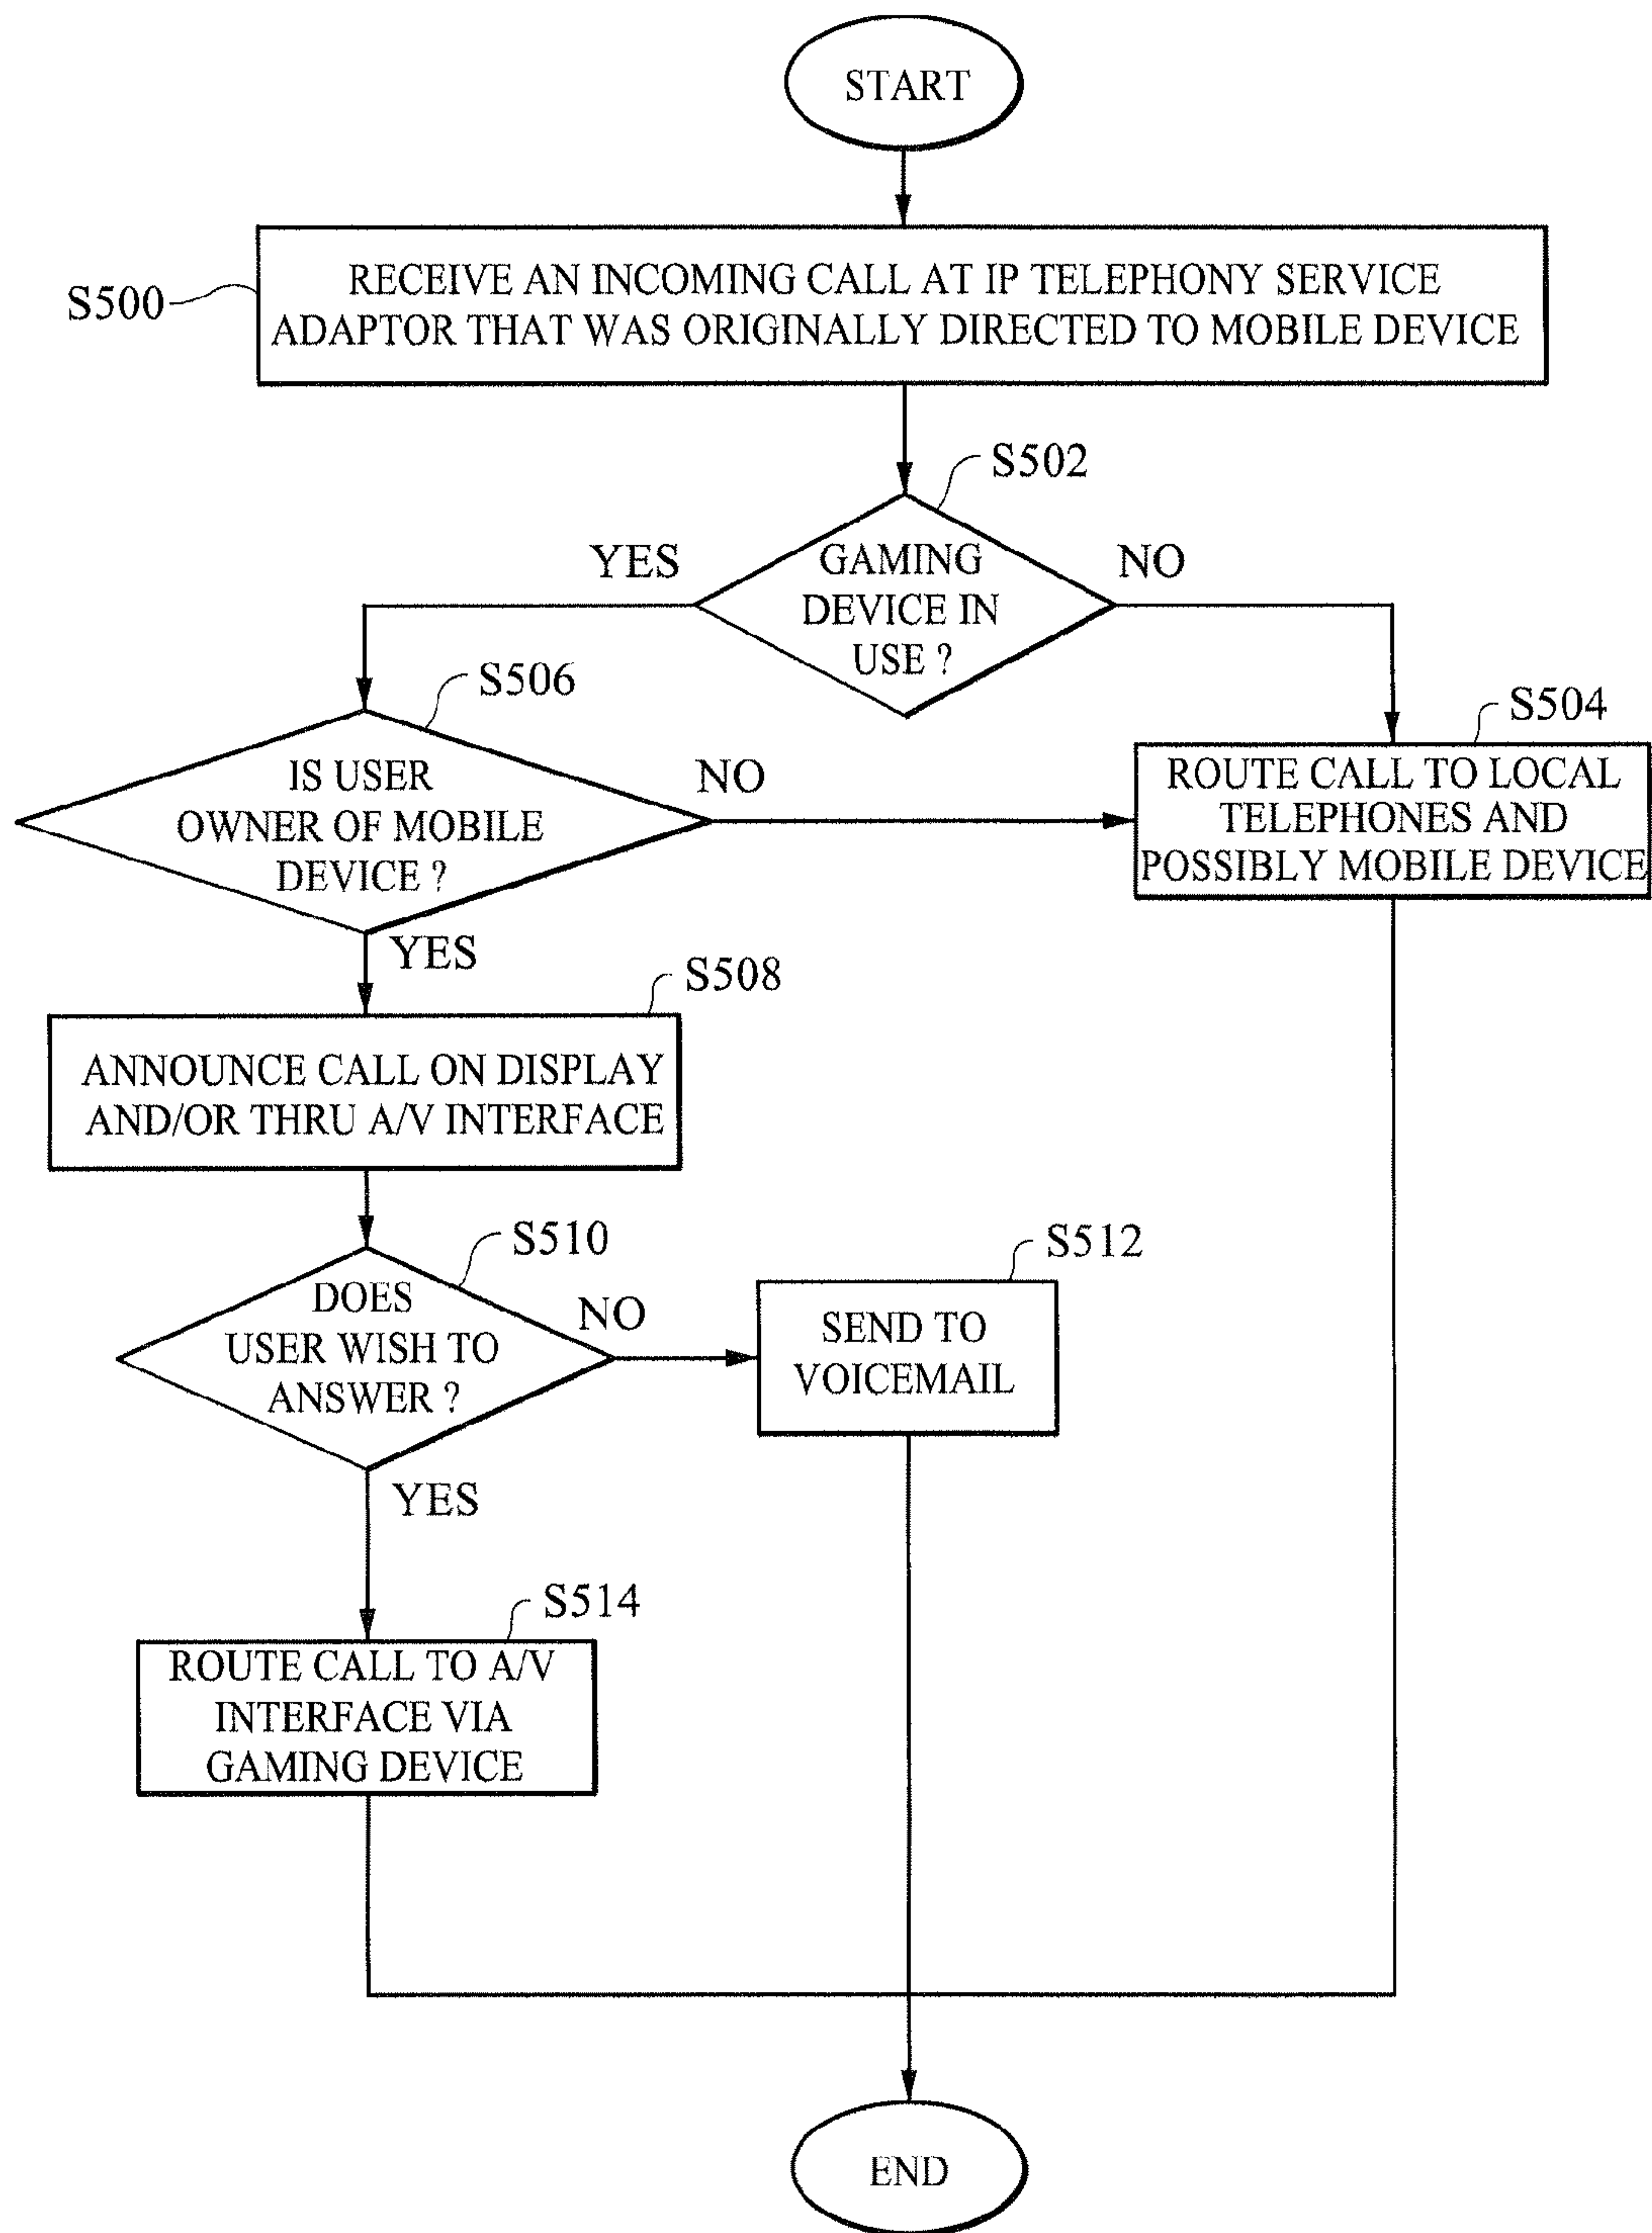 START
S500
RECEIVE AN INCOMING CALL AT IP TELEPHONY SERVICE
ADAPTOR THAT WAS ORIGINALLY DIRECTED TO MOBILE DEVICE
S502
YES
GAMING
DEVICE IN
USE ?
NO
S506
IS USER
OWNER OF MOBILE
DEVICE ?
NO
S504
ROUTE CALL TO LOCAL
TELEPHONES AND
POSSIBLY MOBILE DEVICE
YES
S508
ANNOUNCE CALL ON DISPLAY
AND/OR THRU A/V INTERFACE
S510
DOES
USER WISH TO
ANSWER ?
NO
S512
SEND TO
VOICEMAIL
YES
S514
ROUTE CALL TO A/V
INTERFACE VIA
GAMING DEVICE
END